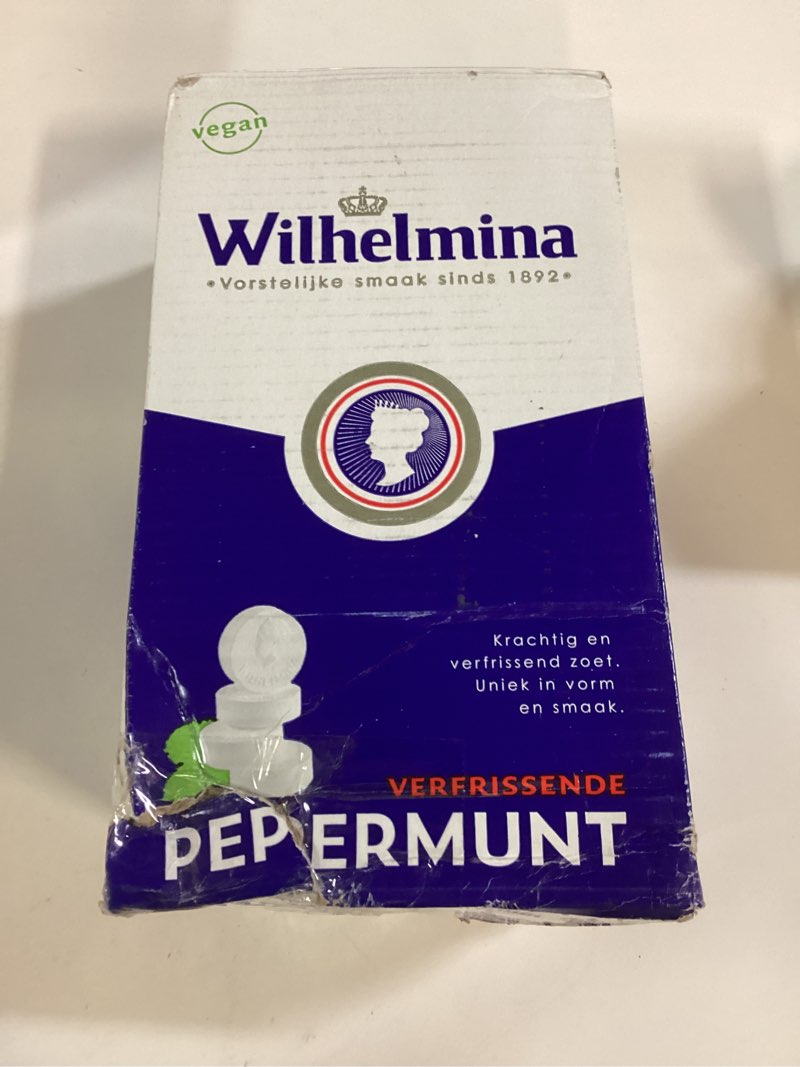 vegan
Wilhelmina
•Vorstelijke smaak sinds 1892•
Krachtig en
verfrissend zoet.
Uniek in vorm
en smaak.
VERFRISSENDE
PEPERMUNT